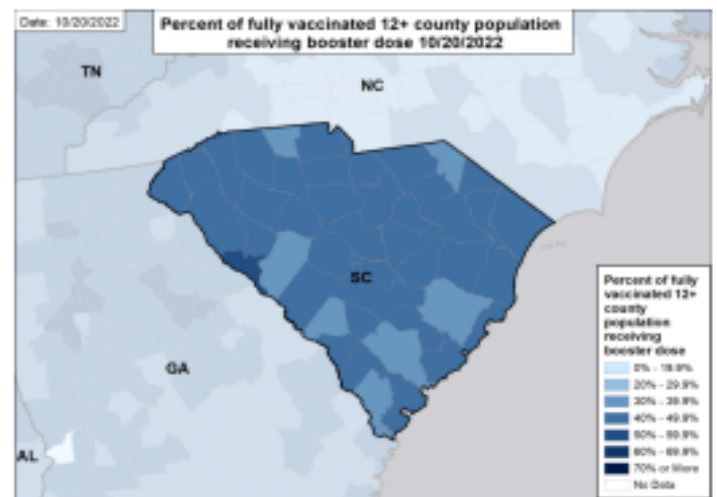 Date: 10/20/2022
Percent of fully vaccinated 12+ county population
receiving booster dose 10/20/2022
TN
NC
SC
GA
AL
Percent of fully
vaccinated 12+
county
population
receiving
booster dose
0% - 19.9%
20% - 29.9%
30% - 39.9%
40% - 49.9%
50% - 59.9%
60% - 69.9%
70% or More
No Data